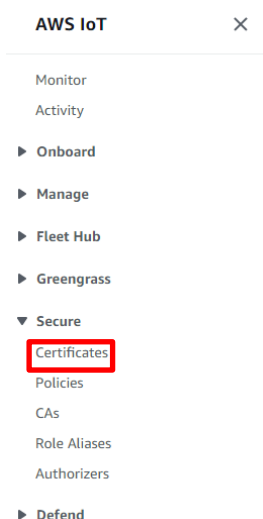 AWS IoT
Monitor
Activity
Onboard
Manage
Fleet Hub
Greengrass
Secure
Certificates
Policies
CAs
Role Aliases
Authorizers
Defend